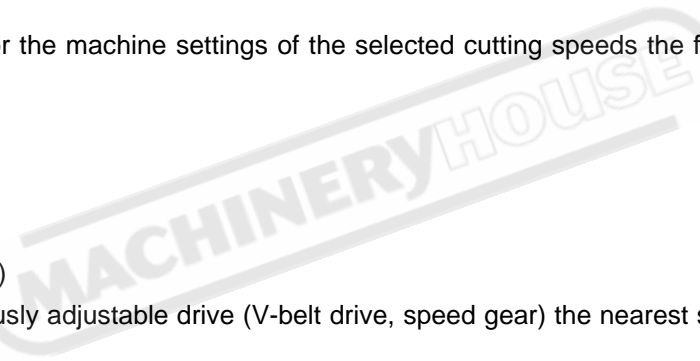 r the machine settings of the selected cutting speeds the f
MACHINERYHOUSE
)
usly adjustable drive (V-belt drive, speed gear) the nearest s